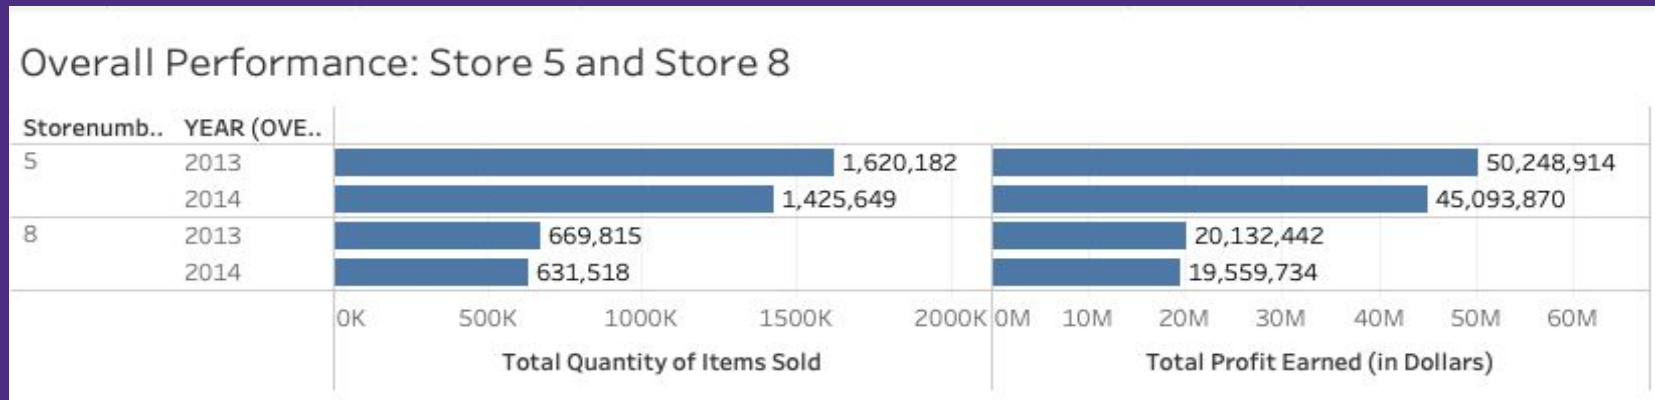 Overall Performance: Store 5 and Store 8
Storenumb.. YEAR (OVE..
5 2013 1,620,182 50,248,914
2014 1,425,649 45,093,870
8 2013 669,815 20,132,442
2014 631,518 19,559,734
0K 500K 1000K 1500K 2000K 0M 10M 20M 30M 40M 50M 60M
Total Quantity of Items Sold Total Profit Earned (in Dollars)